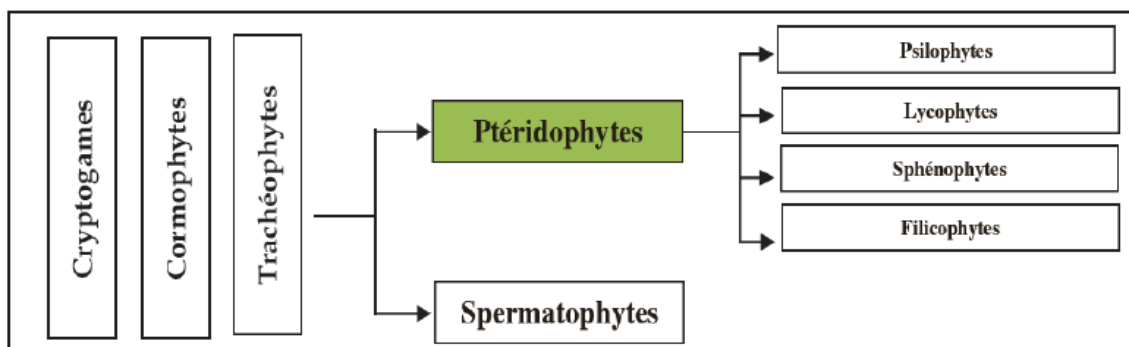 Cryptogames
Cormophytes
Trachéophytes
Ptéridophytes
Spermatophytes
Psilophytes
Lycophytes
Sphénophytes
Filicophytes